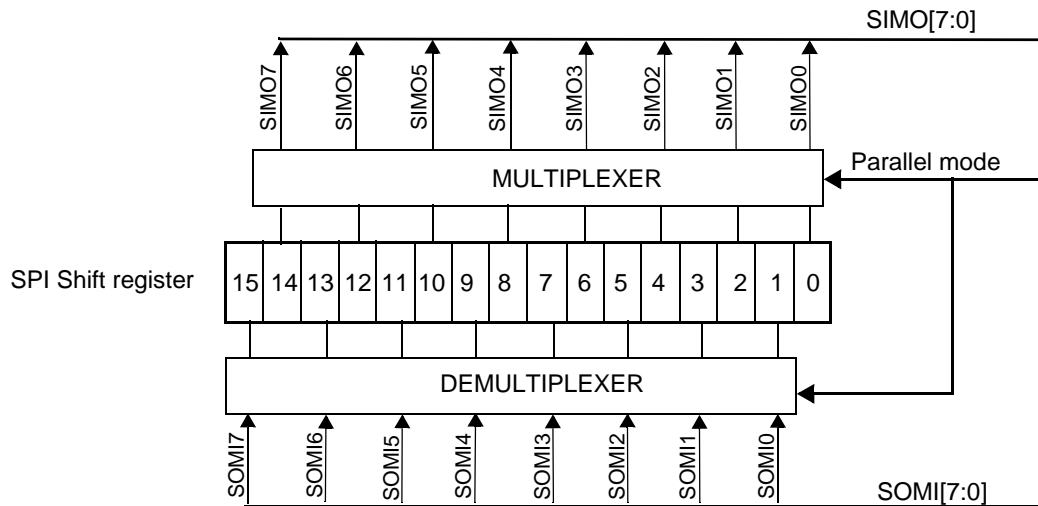 SIMO[7:0]
SIMO7 SIMO6 SIMO5 SIMO4 SIMO3 SIMO2 SIMO1 SIMO0
MULTIPLEXER
Parallel mode
SPI Shift register
15 14 13 12 11 10 9 8 7 6 5 4 3 2 1 0
DEMULTIPLEXER
SOMI7 SOMI6 SOMI5 SOMI4 SOMI3 SOMI2 SOMI1 SOMI0
SOMI[7:0]